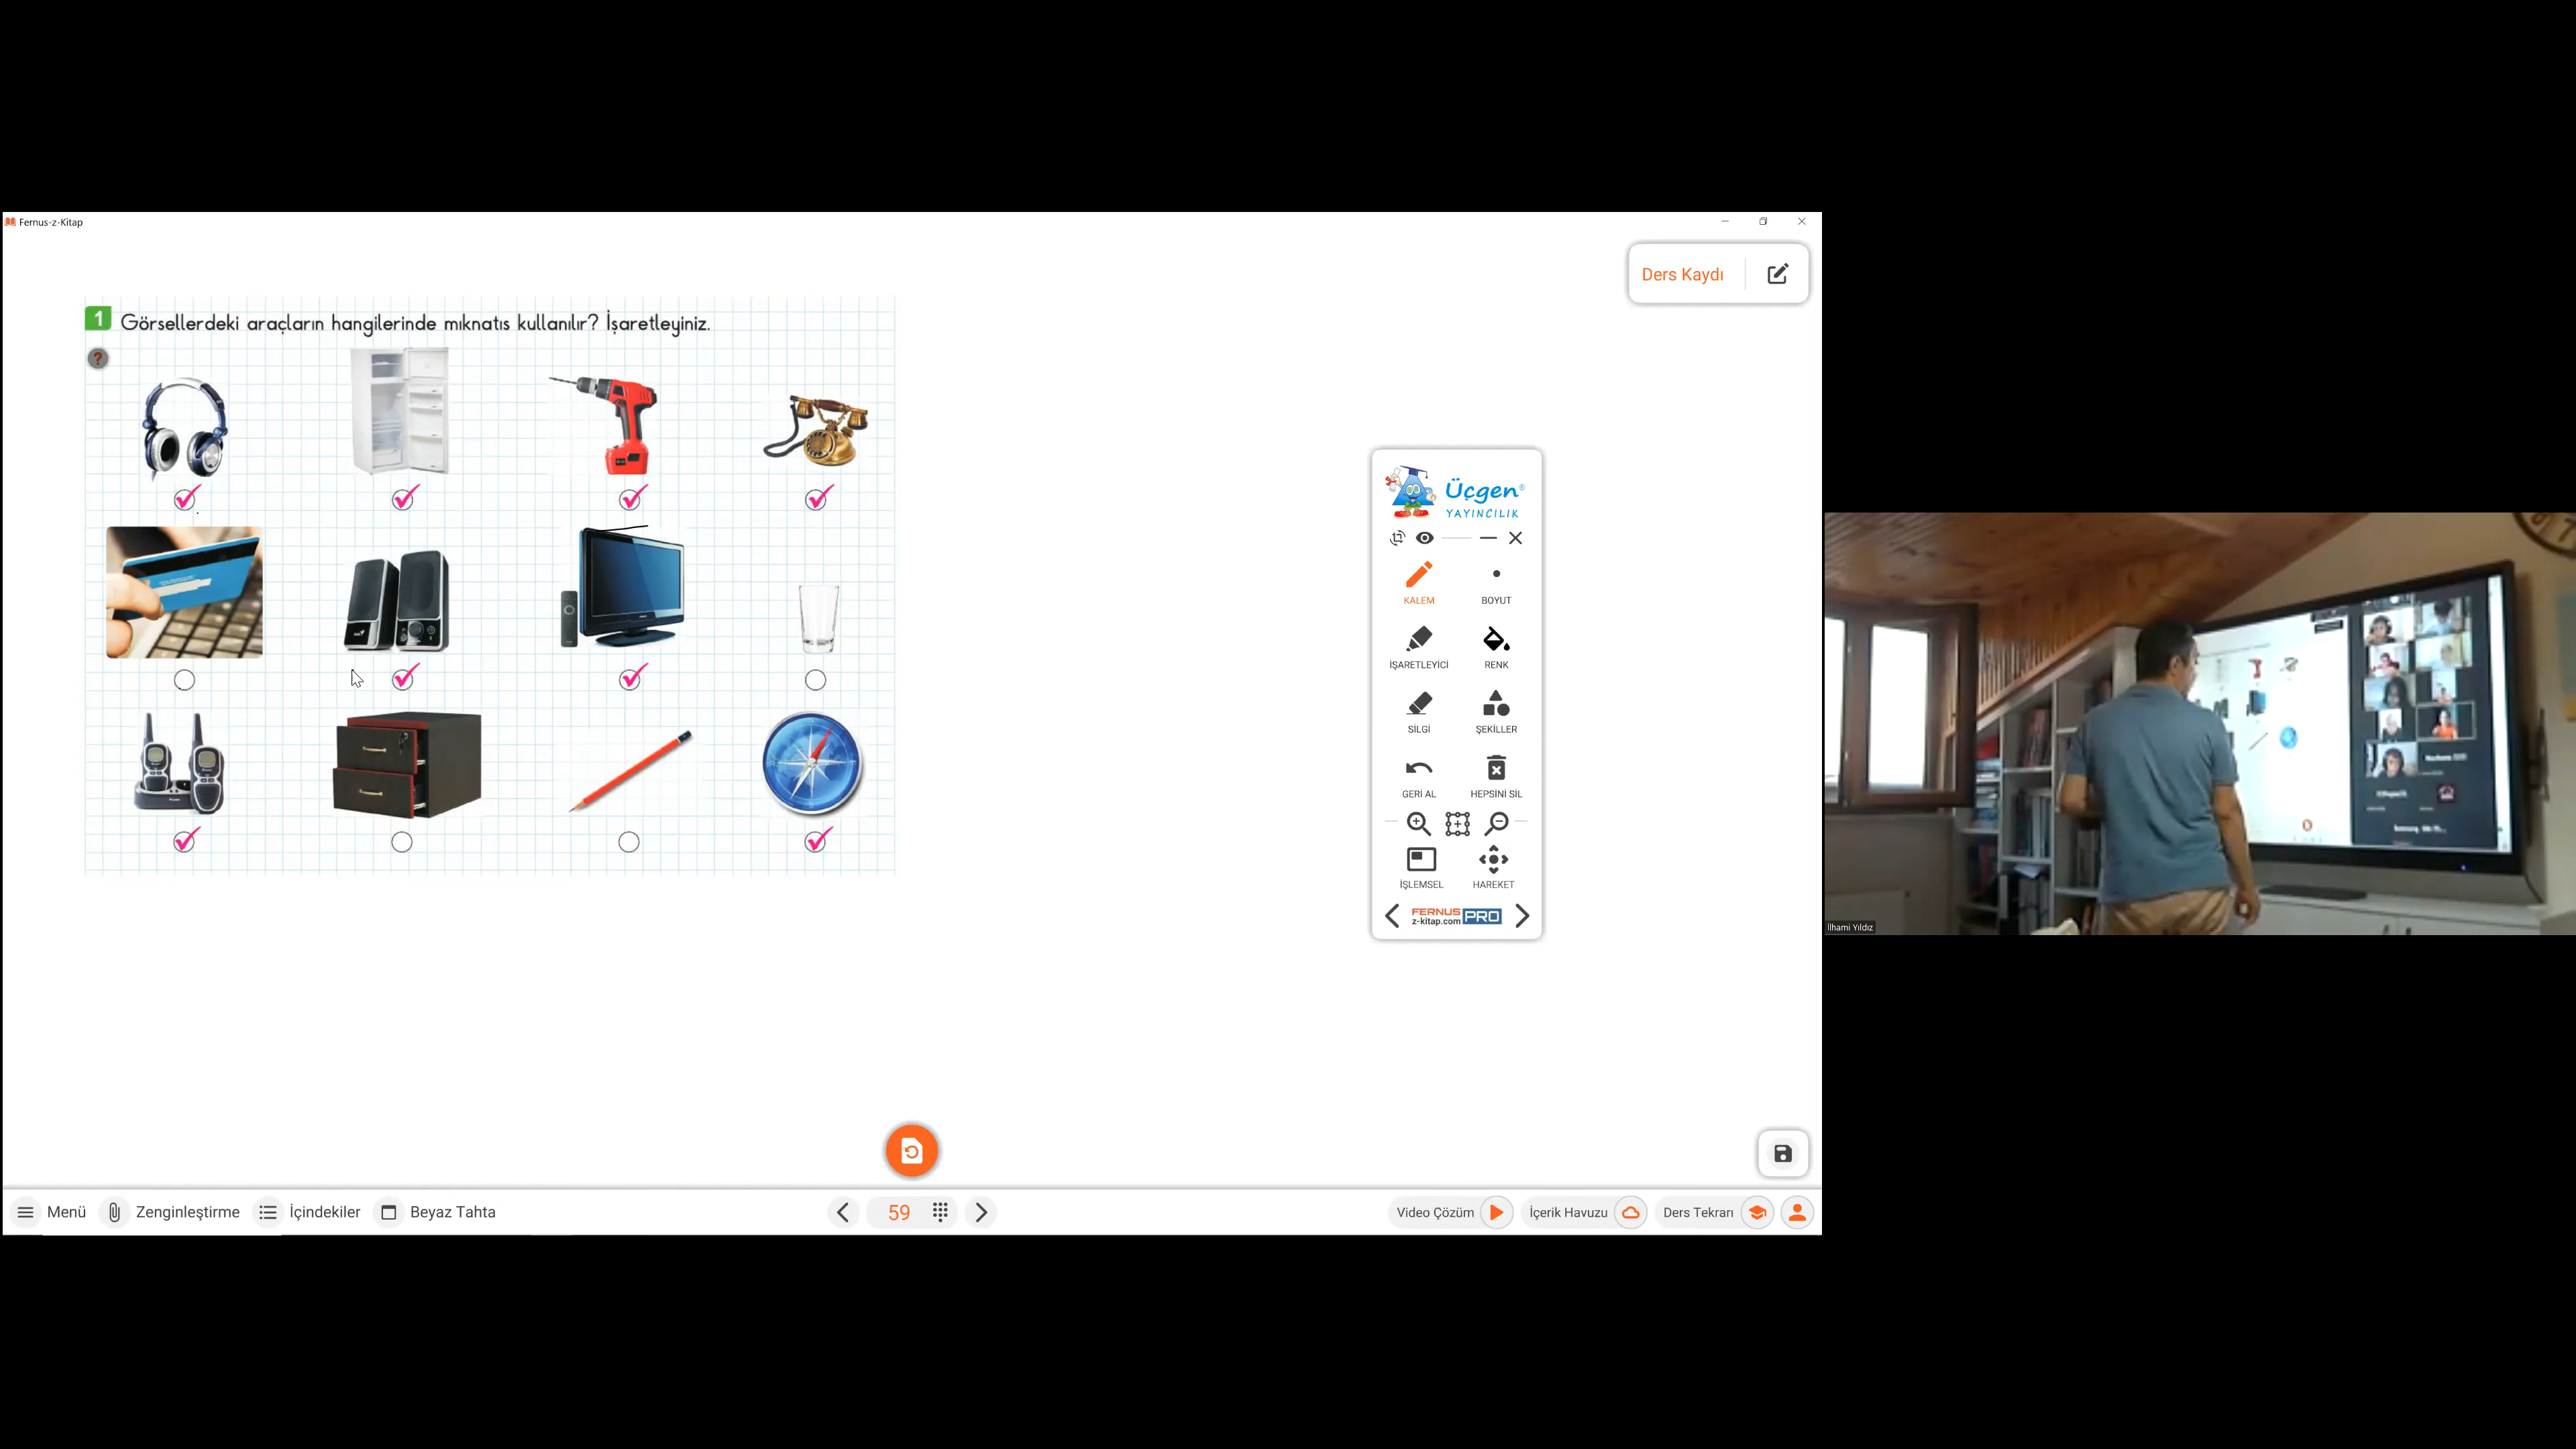 Fernus-z-Kitap
Ders Kaydı
1 Görsellerdeki araçların hangilerinde mıknatıs kullanılır? İşaretleyiniz.
?
Üçgen®
YAYINCILIK
KALEM
BOYUT
İŞARETLEYİCİ
RENK
SİLGİ
ŞEKİLLER
GERİ AL
HEPSİNİ SİL
İŞLEMSEL
HAREKET
FERNUS
z-kitap.com PRO
İlhami Yıldız
Menü
Zenginleştirme
İçindekiler
Beyaz Tahta
59
Video Çözüm
İçerik Havuzu
Ders Tekrarı